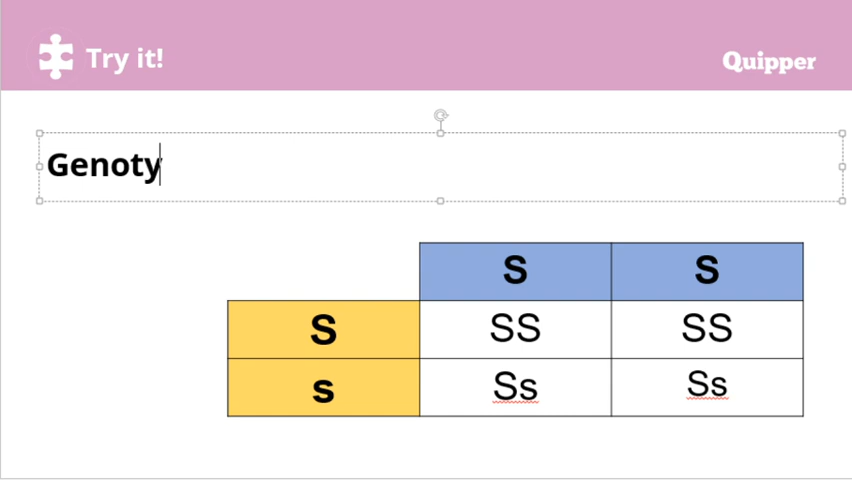 Try it!
Quipper
Genoty
S S
S SS SS
s Ss Ss